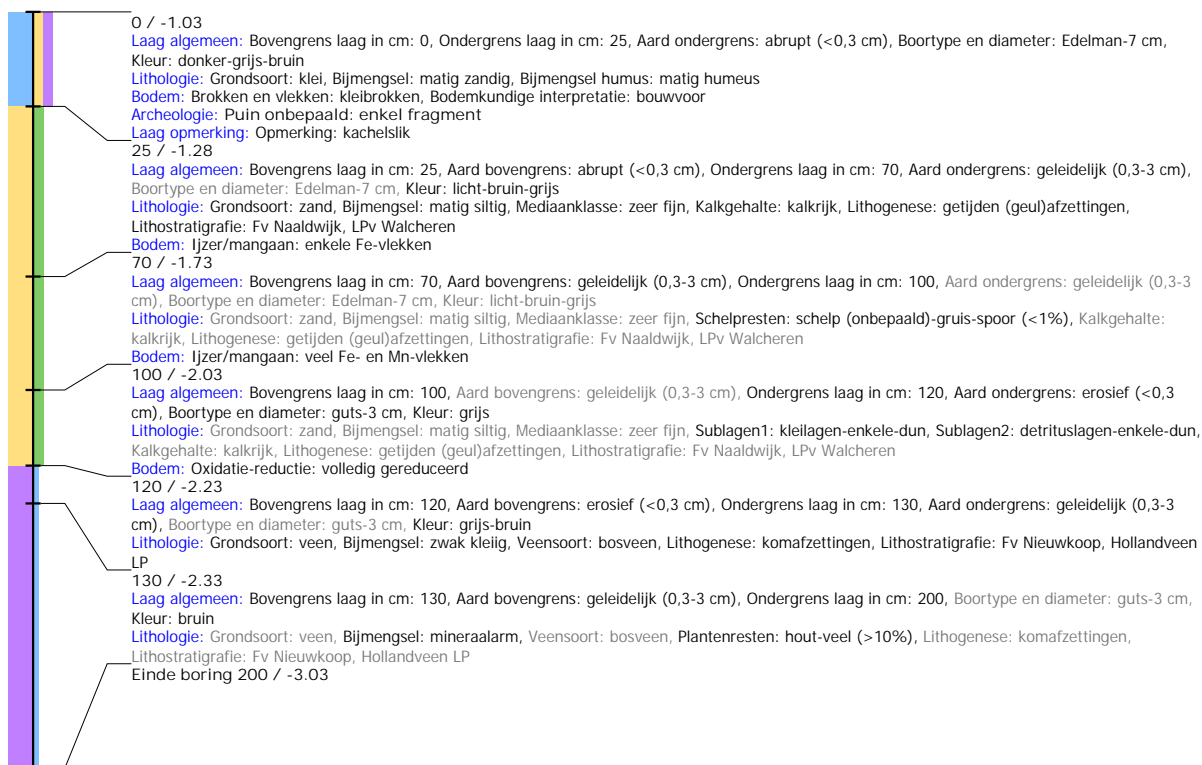 0 / -1.03
Laag algemeen: Bovengrens laag in cm: 0, Ondergrens laag in cm: 25, Aard ondergrens: abrupt (<0,3 cm), Boortype en diameter: Edelman-7 cm,
Kleur: donker-grijs-bruin
Lithologie: Grondsoort: klei, Bijmengsel: matig zandig, Bijmengsel humus: matig humeus
Bodem: Brokken en vlekken: kleibrokken, Bodemkundige interpretatie: bouwvoor
Archeologie: Puin onbepaald: enkel fragment
Laag opmerking: Opmerking: kachelslik
25 / -1.28
Laag algemeen: Bovengrens laag in cm: 25, Aard bovengrens: abrupt (<0,3 cm), Ondergrens laag in cm: 70, Aard ondergrens: geleidelijk (0,3-3 cm),
Boortype en diameter: Edelman-7 cm, Kleur: licht-bruin-grijs
Lithologie: Grondsoort: zand, Bijmengsel: matig siltig, Mediaanklasse: zeer fijn, Kalkgehalte: kalkrijk, Lithogenese: getijden (geul)afzettingen,
Lithostratigrafie: Fv Naaldwijk, LPv Walcheren
Bodem: Ijzer/mangaan: enkele Fe-vlekken
70 / -1.73
Laag algemeen: Bovengrens laag in cm: 70, Aard bovengrens: geleidelijk (0,3-3 cm), Ondergrens laag in cm: 100, Aard ondergrens: geleidelijk (0,3-3
cm), Boortype en diameter: Edelman-7 cm, Kleur: licht-bruin-grijs
Lithologie: Grondsoort: zand, Bijmengsel: matig siltig, Mediaanklasse: zeer fijn, Schelpresten: schelp (onbepaald)-gruis-spoor (<1%), Kalkgehalte:
kalkrijk, Lithogenese: getijden (geul)afzettingen, Lithostratigrafie: Fv Naaldwijk, LPv Walcheren
Bodem: Ijzer/mangaan: veel Fe- en Mn-vlekken
100 / -2.03
Laag algemeen: Bovengrens laag in cm: 100, Aard bovengrens: geleidelijk (0,3-3 cm), Ondergrens laag in cm: 120, Aard ondergrens: erosief (<0,3
cm), Boortype en diameter: guts-3 cm, Kleur: grijs
Lithologie: Grondsoort: zand, Bijmengsel: matig siltig, Mediaanklasse: zeer fijn, Sublagen1: kleilagen-enkele-dun, Sublagen2: detrituslagen-enkele-dun,
Kalkgehalte: kalkrijk, Lithogenese: getijden (geul)afzettingen, Lithostratigrafie: Fv Naaldwijk, LPv Walcheren
Bodem: Oxidatie-reductie: volledig gereduceerd
120 / -2.23
Laag algemeen: Bovengrens laag in cm: 120, Aard bovengrens: erosief (<0,3 cm), Ondergrens laag in cm: 130, Aard ondergrens: geleidelijk (0,3-3
cm), Boortype en diameter: guts-3 cm, Kleur: grijs-bruin
Lithologie: Grondsoort: veen, Bijmengsel: zwak kleiig, Veensoort: bosveen, Lithogenese: komafzettingen, Lithostratigrafie: Fv Nieuwkoop, Hollandveen
LP
130 / -2.33
Laag algemeen: Bovengrens laag in cm: 130, Aard bovengrens: geleidelijk (0,3-3 cm), Ondergrens laag in cm: 200, Boortype en diameter: guts-3 cm,
Kleur: bruin
Lithologie: Grondsoort: veen, Bijmengsel: mineraalarm, Veensoort: bosveen, Plantenresten: hout-veel (>10%), Lithogenese: komafzettingen,
Lithostratigrafie: Fv Nieuwkoop, Hollandveen LP
Einde boring 200 / -3.03